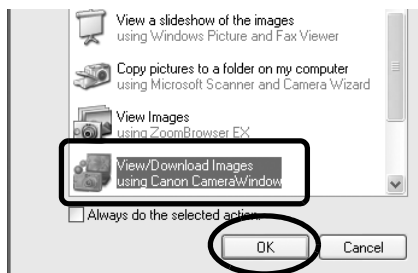 View a slideshow of the images
using Windows Picture and Fax Viewer
Copy pictures to a folder on my computer
using Microsoft Scanner and Camera Wizard
View Images
using ZoomBrowser EX
View/Download Images
using Canon CameraWindow
Always do the selected action.
OK Cancel